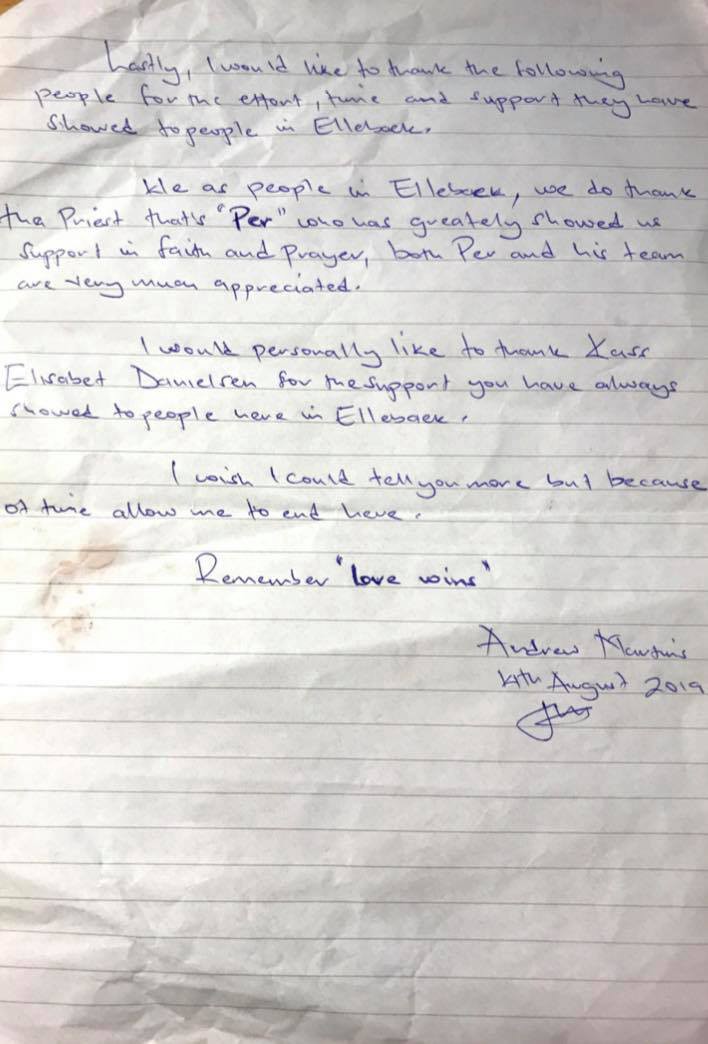 Lastly, I would like to thank the following
people for the effort, time and support they have
showed to people in Ellebaek.
We as people in Ellebaek, we do thank
the Priest that's "Per" who has greately showed us
support in faith and prayer, both Per and his team
are very much appreciated.
I would personally like to thank
Elisabet Danielsen for the support you have always
showed to people here in Ellebaek.
I wish I could tell you more but because
of time allow me to end here.
Remember "love wins"
Andrew Martins
August 2019